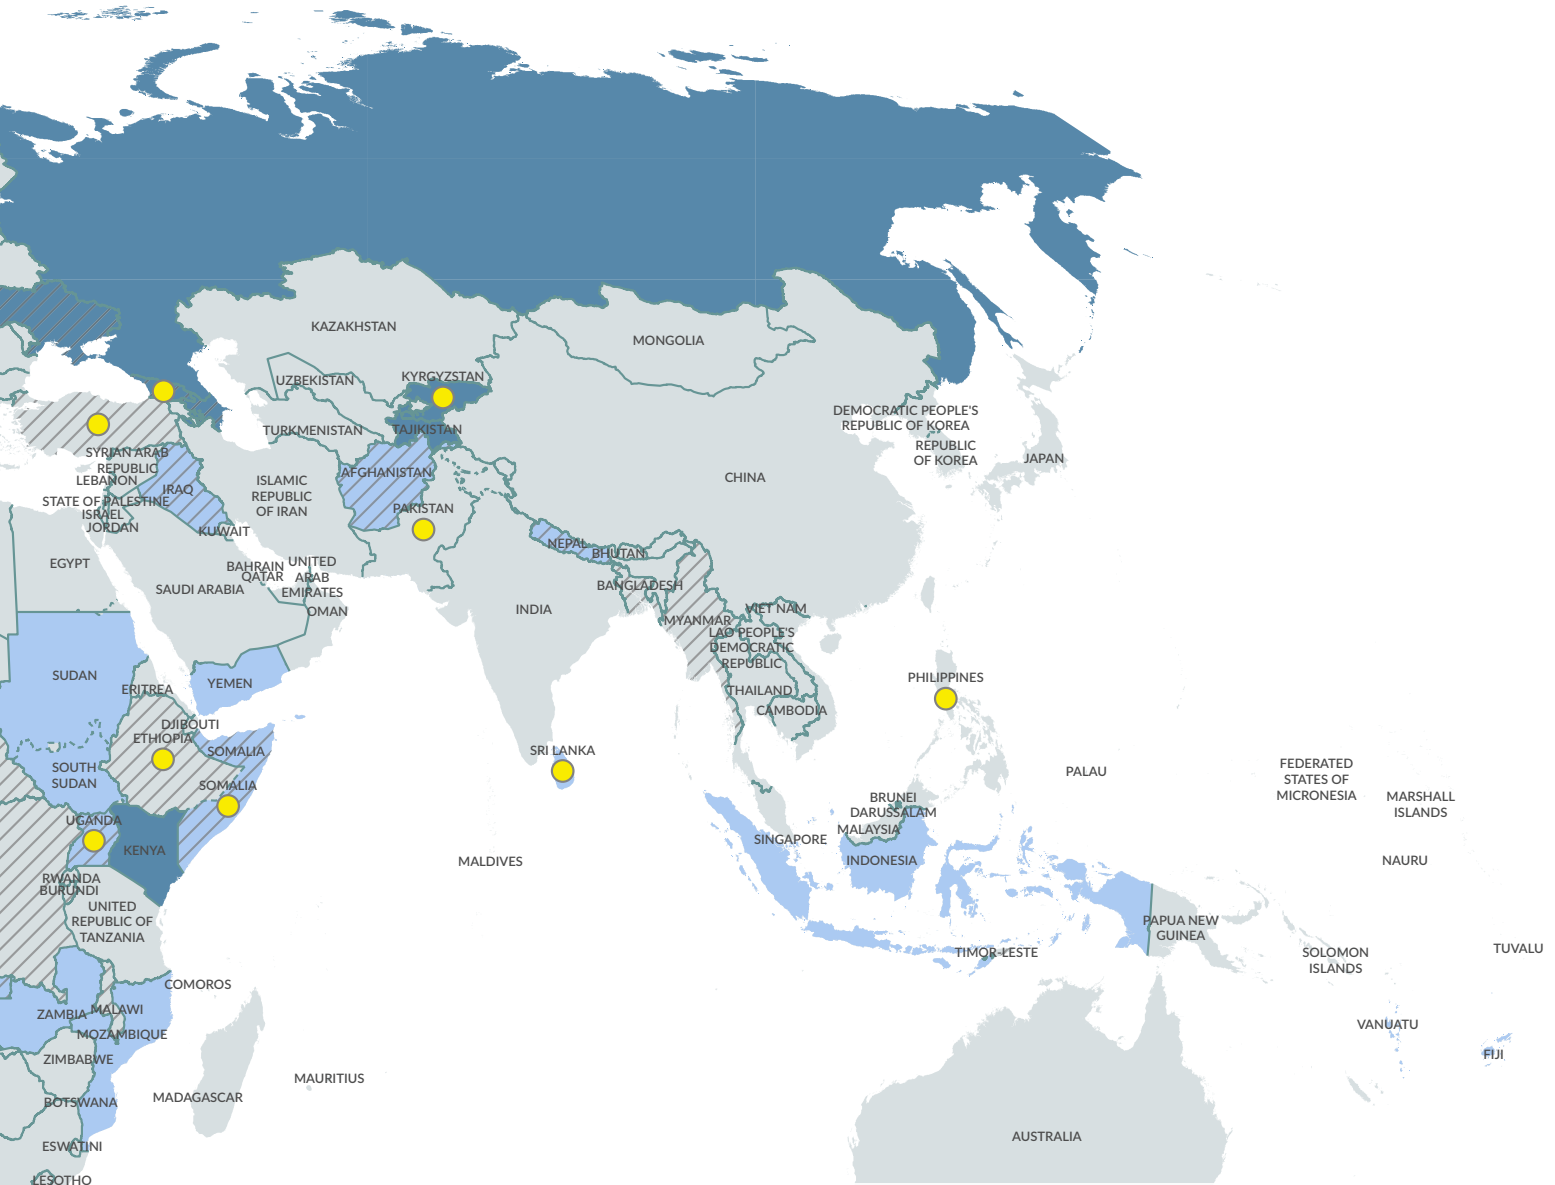 KAZAKHSTAN
MONGOLIA
UZBEKISTAN
KYRGYZSTAN
TURKMENISTAN
TAJIKISTAN
DEMOCRATIC PEOPLE'S
REPUBLIC OF KOREA
REPUBLIC
OF KOREA
JAPAN
SYRIAN ARAB
REPUBLIC
LEBANON
IRAQ
STATE OF PALESTINE
ISRAEL
JORDAN
KUWAIT
ISLAMIC
REPUBLIC
OF IRAN
AFGHANISTAN
PAKISTAN
CHINA
NEPAL
BHUTAN
BANGLADESH
INDIA
MYANMAR
VIET NAM
LAO PEOPLE'S
DEMOCRATIC
REPUBLIC
THAILAND
CAMBODIA
EGYPT
SAUDI ARABIA
BAHRAIN
QATAR
UNITED
ARAB
EMIRATES
OMAN
SUDAN
ERITREA
YEMEN
DJIBOUTI
ETHIOPIA
SOMALIA
SOUTH
SUDAN
SOMALIA
UGANDA
KENYA
RWANDA
BURUNDI
UNITED
REPUBLIC OF
TANZANIA
SRI LANKA
MALDIVES
PHILIPPINES
PALAU
FEDERATED
STATES OF
MICRONESIA
MARSHALL
ISLANDS
BRUNEI
DARUSSALAM
MALAYSIA
SINGAPORE
INDONESIA
NAURU
PAPUA NEW
GUINEA
TIMOR-LESTE
SOLOMON
ISLANDS
TUVALU
COMOROS
ZAMBIA
MALAWI
MOZAMBIQUE
ZIMBABWE
BOTSWANA
MADAGASCAR
MAURITIUS
VANUATU
FIJI
ESWATINI
LESOTHO
AUSTRALIA